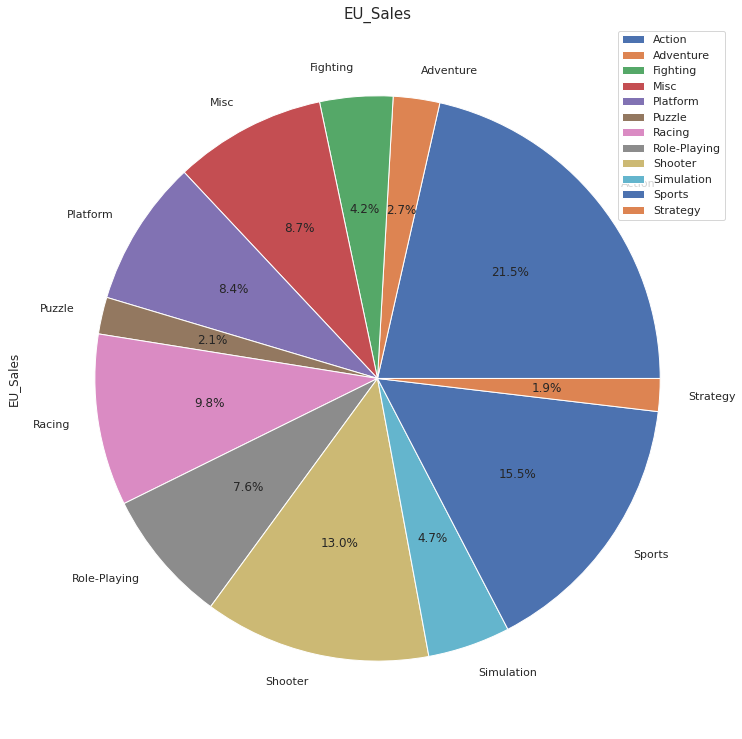 EU_Sales
Action
Adventure
Fighting
Misc
Platform
Puzzle
Racing
Role-Playing
Shooter
Simulation
Sports
Strategy
Action
Adventure
Fighting
Misc
Platform
Puzzle
Racing
Role-Playing
Shooter
Simulation
Sports
Strategy
21.5%
2.7%
4.2%
8.7%
8.4%
2.1%
9.8%
7.6%
13.0%
4.7%
15.5%
1.9%
EU_Sales